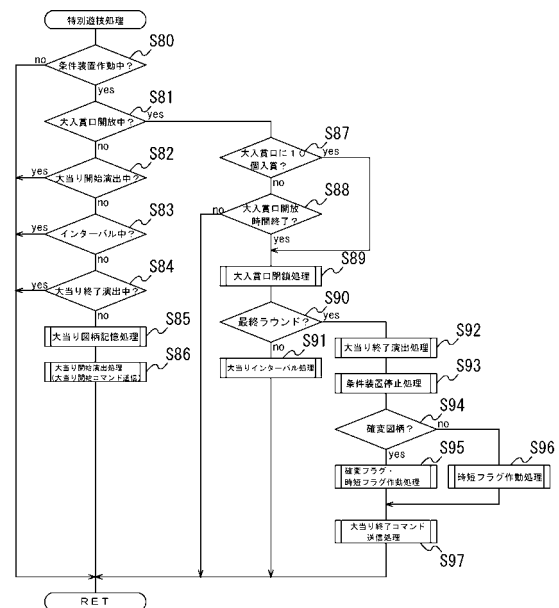 特別遊技処理
S80
条件装置作動中?
no
yes
S81
大入賞口開放中?
yes
no
S82
大当り開始演出中?
yes
no
S83
インターバル中?
yes
no
S84
大当り終了演出中?
yes
no
S85
大当り図柄記憶処理
S86
大当り開始演出処理
(大当り開始コマンド送信)
S87
大入賞口に10
個入賞?
yes
no
S88
大入賞口開放
時間終了?
no
yes
S89
大入賞口閉鎖処理
S90
最終ラウンド?
yes
no
S91
大当りインターバル処理
S92
大当り終了演出処理
S93
条件装置停止処理
S94
確変図柄?
no
yes
S95
確変フラグ・
時短フラグ作動処理
S96
時短フラグ作動処理
大当り終了コマンド
送信処理
S97
RET